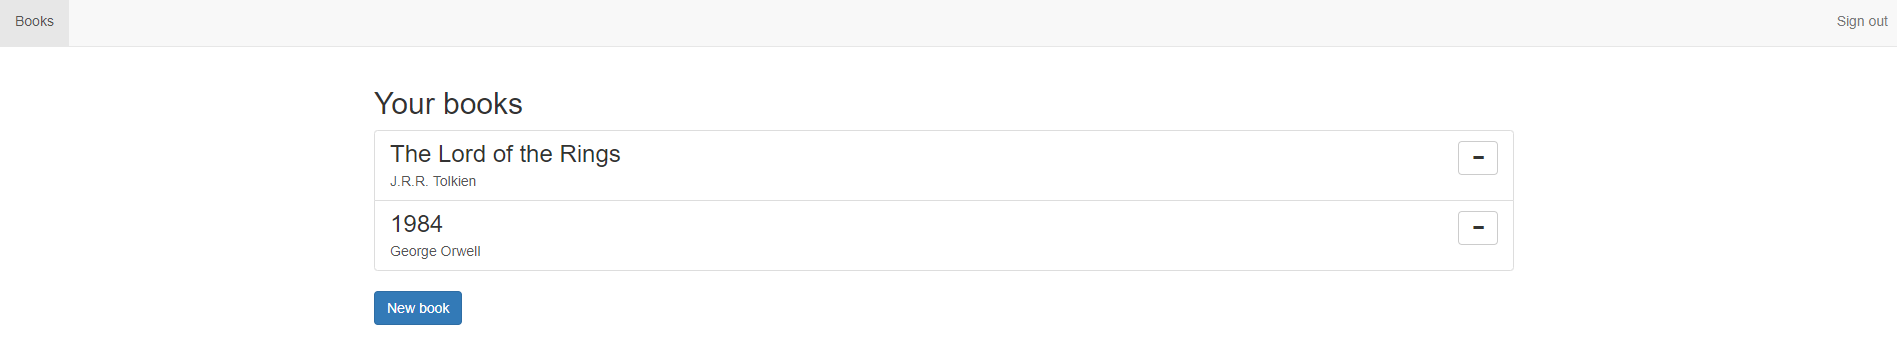 Books
Sign out
Your books
The Lord of the Rings
J.R.R. Tolkien
1984
George Orwell
New book